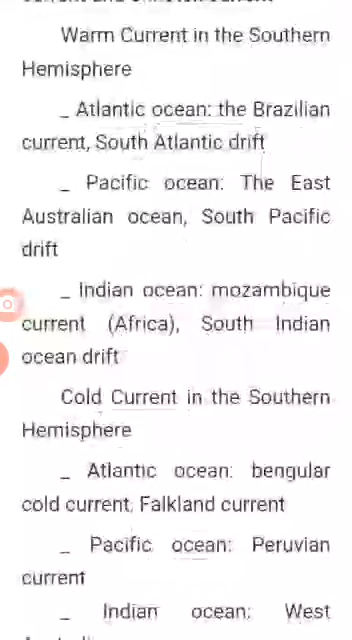 Warm Current in the Southern
Hemisphere
_ Atlantic ocean: the Brazilian
current, South Atlantic drift
_ Pacific ocean: The East
Australian ocean, South Pacific
drift
_ Indian ocean: mozambique
current (Africa), South Indian
ocean drift
Cold Current in the Southern
Hemisphere
_ Atlantic ocean: bengular
cold current, Falkland current
_ Pacific ocean: Peruvian
current
_ Indian ocean: West